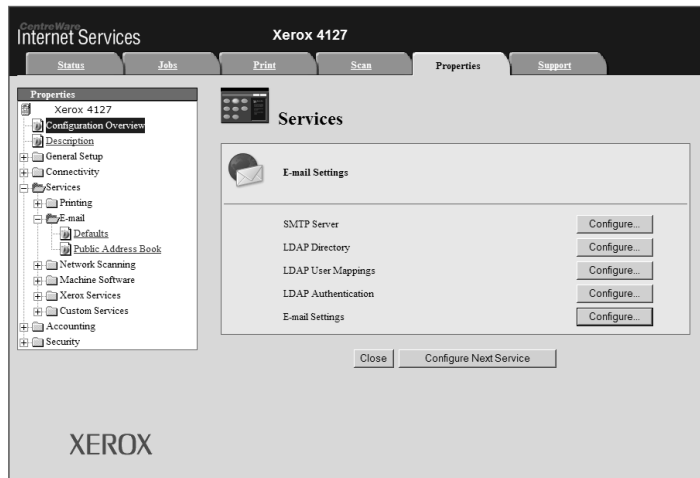 CentreWare
Internet Services
Xerox 4127
Status Jobs Print Scan Properties Support
Properties
Xerox 4127
Configuration Overview
Description
General Setup
Connectivity
Services
Printing
E-mail
Defaults
Public Address Book
Network Scanning
Machine Software
Xerox Services
Custom Services
Accounting
Security
Services
E-mail Settings
SMTP Server Configure...
LDAP Directory Configure...
LDAP User Mappings Configure...
LDAP Authentication Configure...
E-mail Settings Configure...
Close Configure Next Service
XEROX